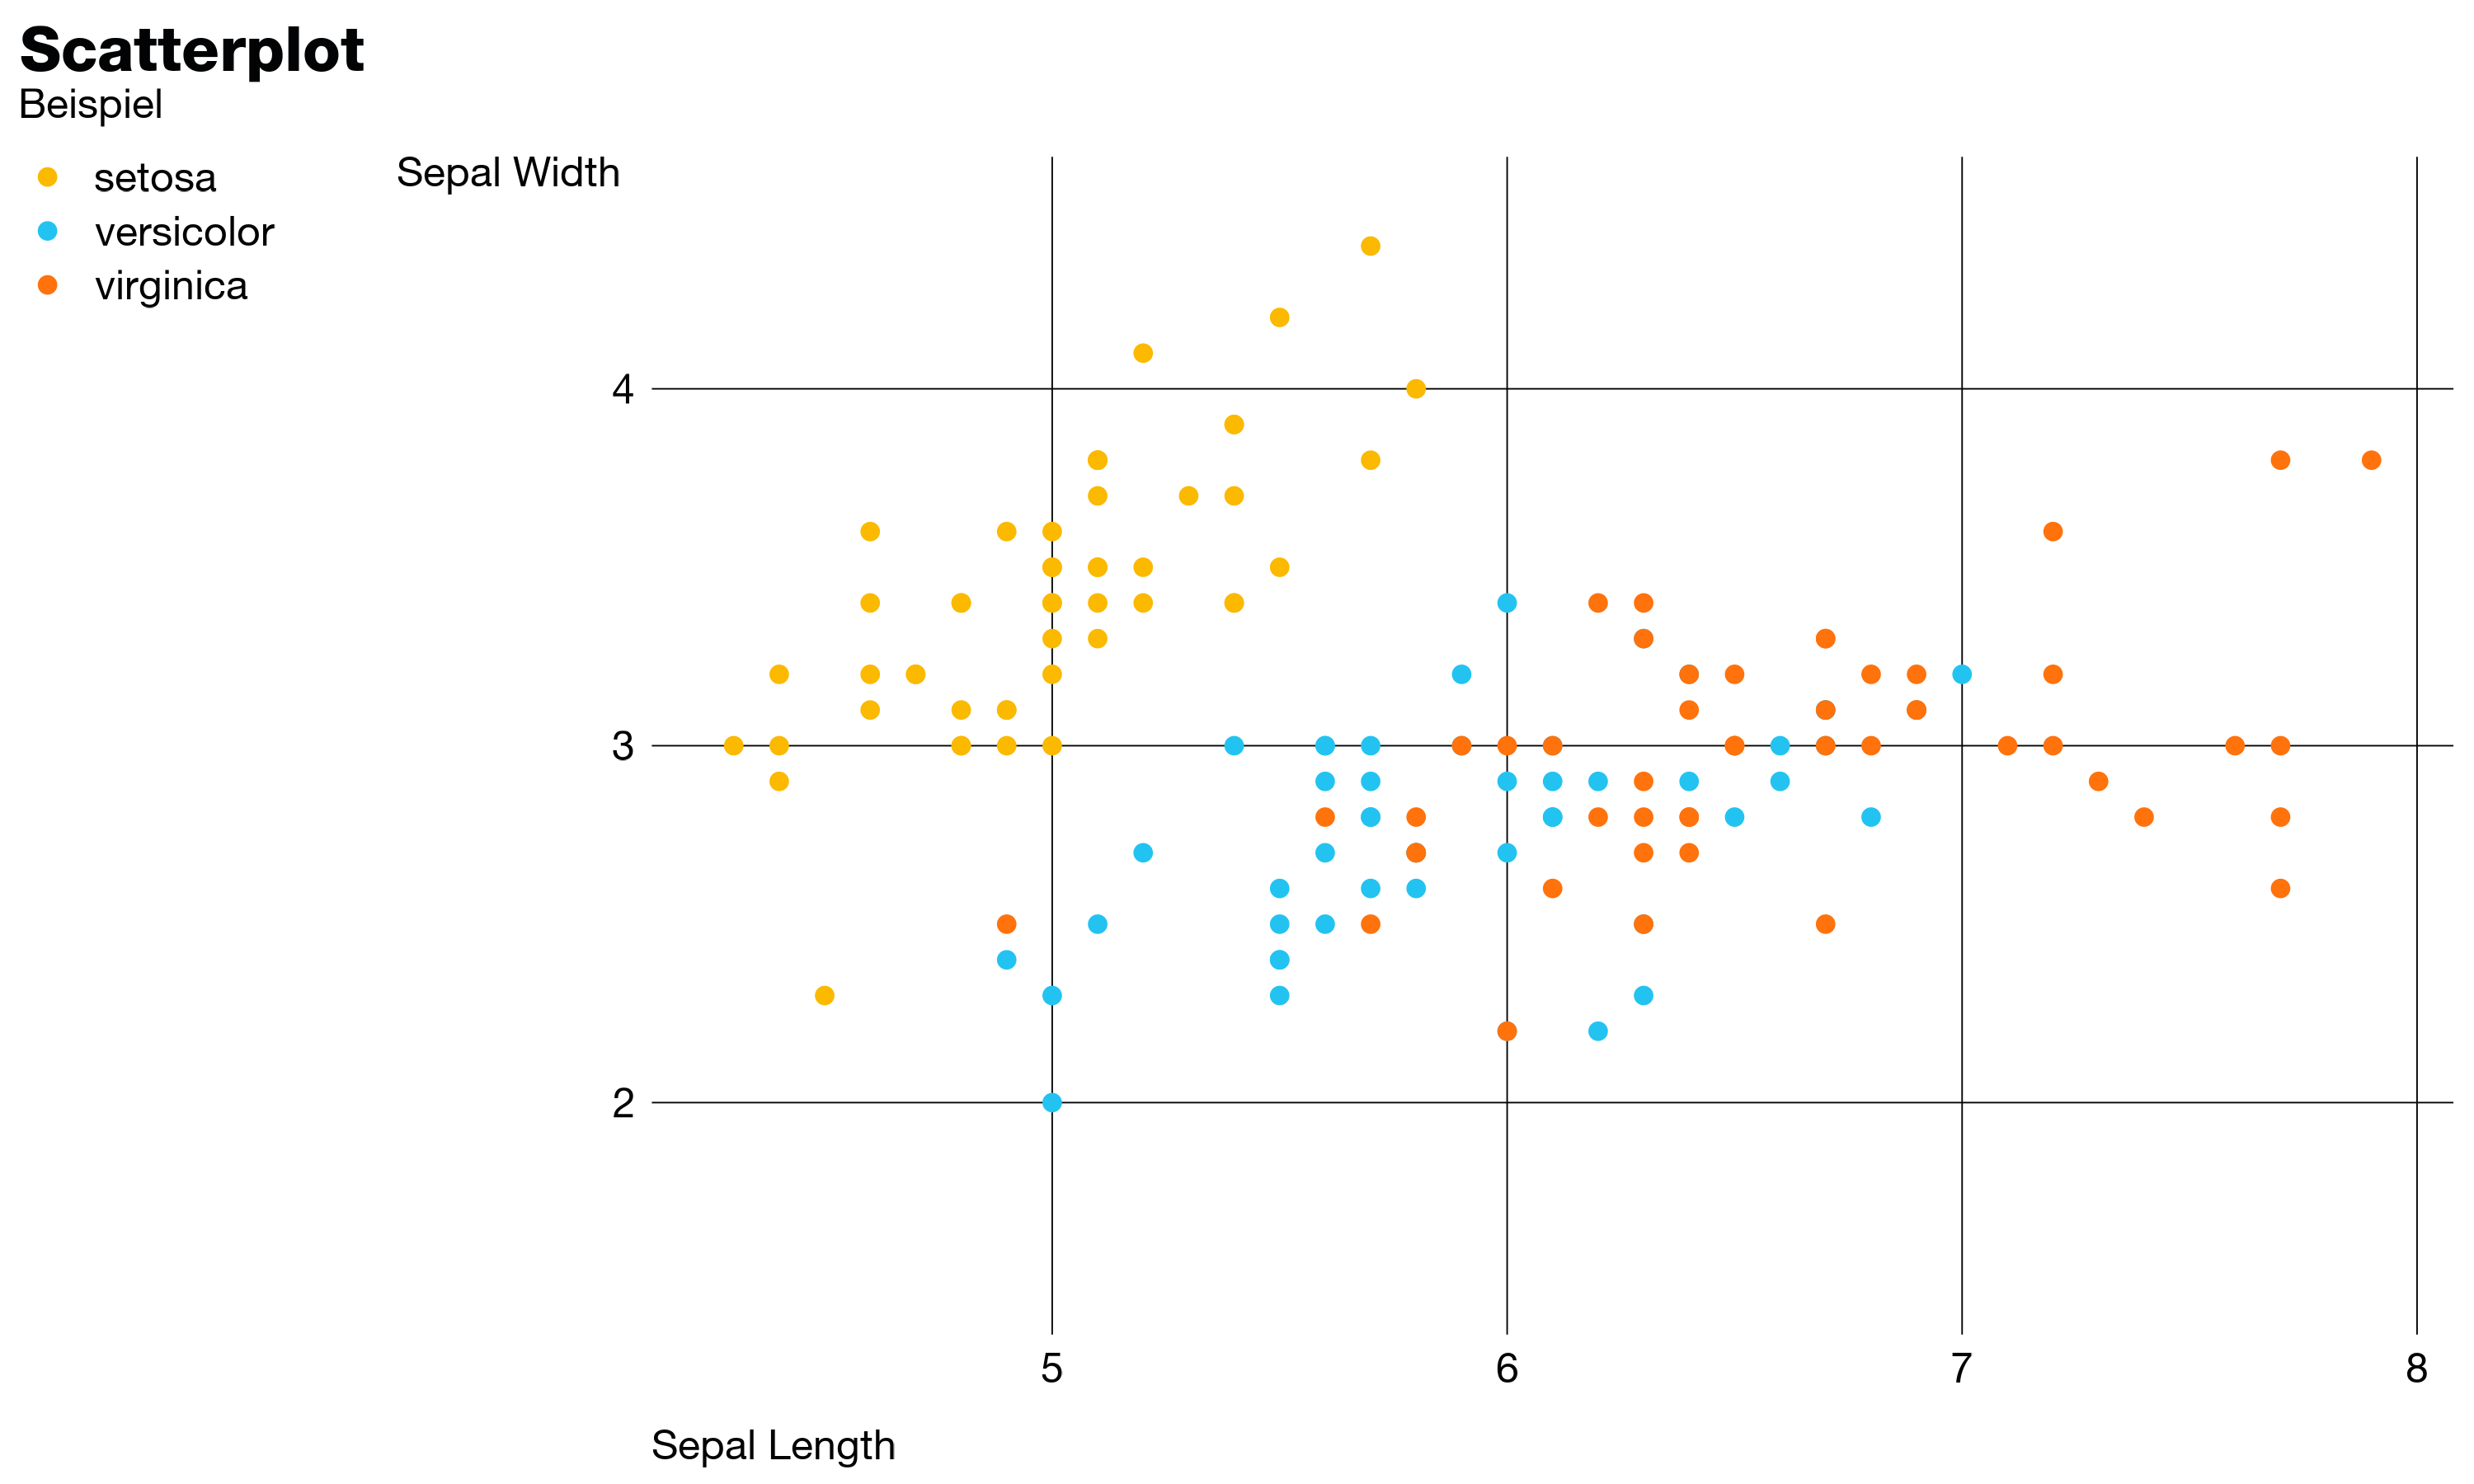 Scatterplot
Beispiel
setosa
versicolor
virginica
Sepal Width
4
3
2
5 6 7 8
Sepal Length